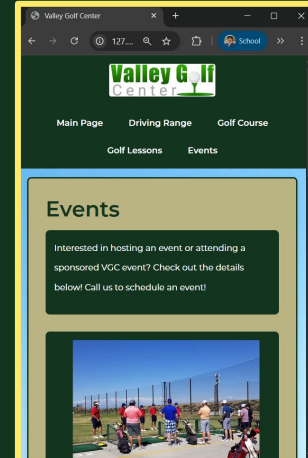 Valley Golf Center
127....
School
Valley G lf
Center
Main Page Driving Range Golf Course
Golf Lessons Events
Events
Interested in hosting an event or attending a
sponsored VGC event? Check out the details
below! Call us to schedule an event!